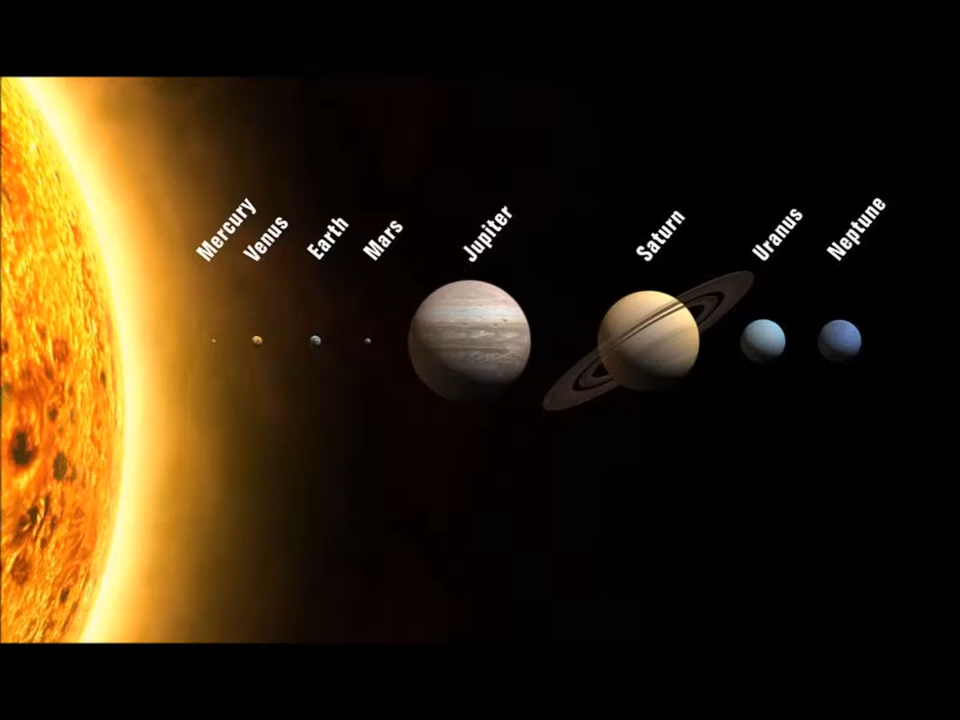 Mercury
Venus
Earth
Mars
Jupiter
Saturn
Uranus
Neptune